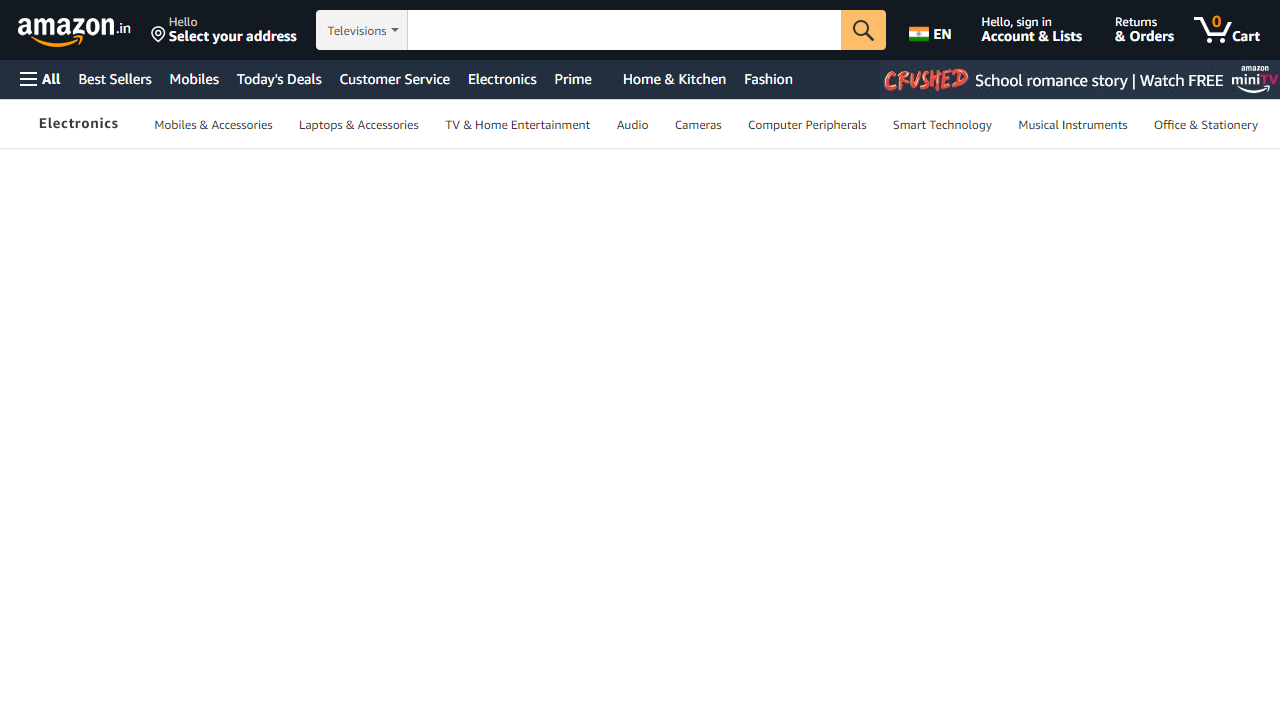 amazon.in
Hello
Select your address
Televisions
EN
Hello, sign in
Account & Lists
Returns
& Orders
0
Cart
All
Best Sellers
Mobiles
Today's Deals
Customer Service
Electronics
Prime
Home & Kitchen
Fashion
CRUSHED School romance story | Watch FREE amazon miniTV
Electronics
Mobiles & Accessories
Laptops & Accessories
TV & Home Entertainment
Audio
Cameras
Computer Peripherals
Smart Technology
Musical Instruments
Office & Stationery